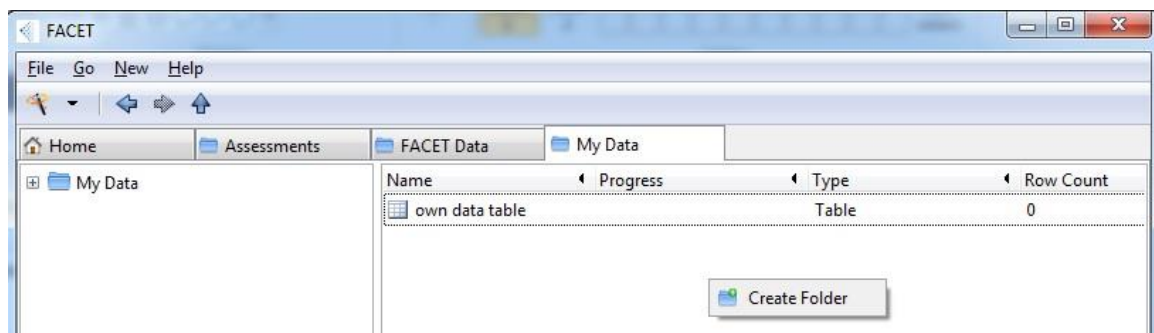 FACET
File Go New Help
Home Assessments FACET Data My Data
My Data
Name Progress Type Row Count
own data table Table 0
Create Folder